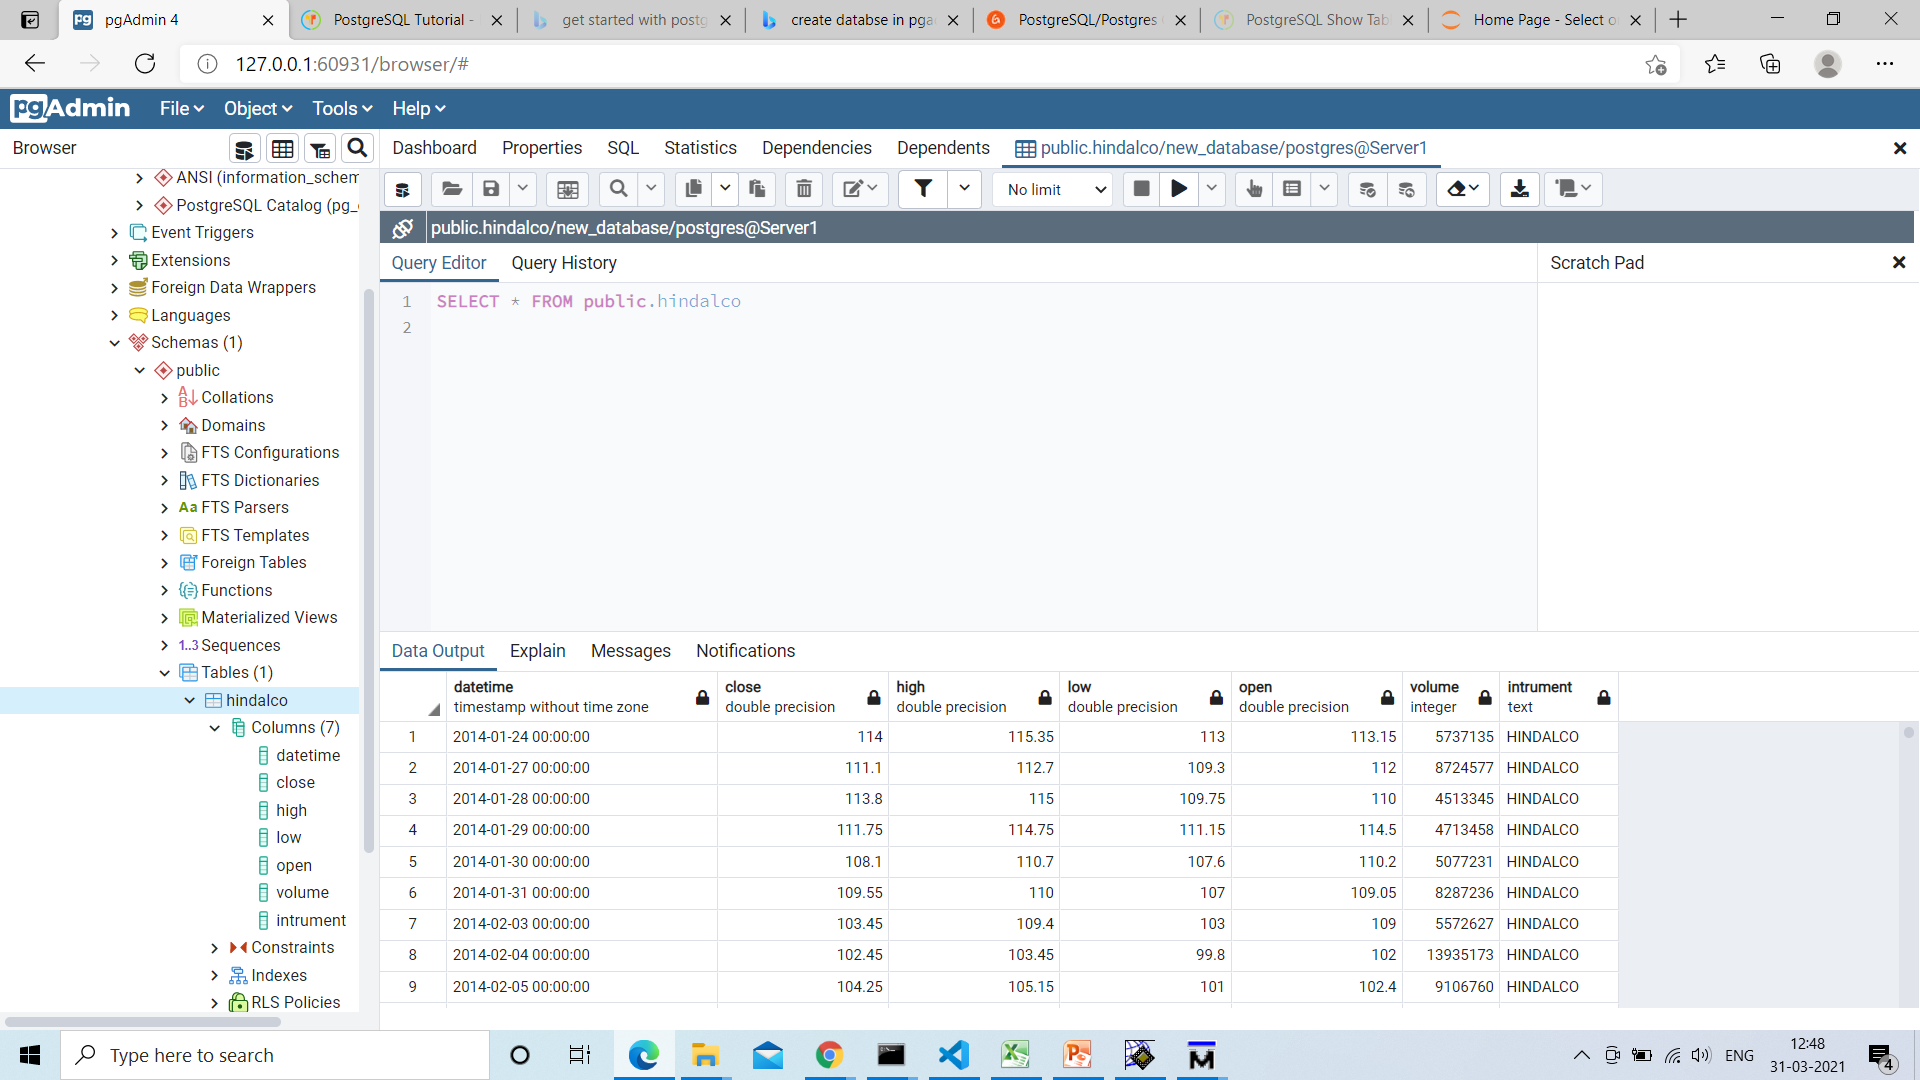 pgAdmin 4
PostgreSQL Tutorial -
get started with postg
create databse in pga
PostgreSQL/Postgres
PostgreSQL Show Tab
Home Page - Select o
127.0.0.1:60931/browser/#
pgAdmin
File
Object
Tools
Help
Browser
Dashboard
Properties
SQL
Statistics
Dependencies
Dependents
public.hindalco/new_database/postgres@Server1
No limit
public.hindalco/new_database/postgres@Server1
Query Editor
Query History
Scratch Pad
1 SELECT * FROM public.hindalco
2
ANSI (information_schem
PostgreSQL Catalog (pg_
Event Triggers
Extensions
Foreign Data Wrappers
Languages
Schemas (1)
public
Collations
Domains
FTS Configurations
FTS Dictionaries
Aa FTS Parsers
FTS Templates
Foreign Tables
Functions
Materialized Views
1..3 Sequences
Tables (1)
hindalco
Columns (7)
datetime
close
high
low
open
volume
intrument
Constraints
Indexes
RLS Policies
Data Output
Explain
Messages
Notifications
datetime close high low open volume intrument
timestamp without time zone double precision double precision double precision double precision integer text
1 2014-01-24 00:00:00 114 115.35 113 113.15 5737135 HINDALCO
2 2014-01-27 00:00:00 111.1 112.7 109.3 112 8724577 HINDALCO
3 2014-01-28 00:00:00 113.8 115 109.75 110 4513345 HINDALCO
4 2014-01-29 00:00:00 111.75 114.75 111.15 114.5 4713458 HINDALCO
5 2014-01-30 00:00:00 108.1 110.7 107.6 110.2 5077231 HINDALCO
6 2014-01-31 00:00:00 109.55 110 107 109.05 8287236 HINDALCO
7 2014-02-03 00:00:00 103.45 109.4 103 109 5572627 HINDALCO
8 2014-02-04 00:00:00 102.45 103.45 99.8 102 13935173 HINDALCO
9 2014-02-05 00:00:00 104.25 105.15 101 102.4 9106760 HINDALCO
Type here to search
ENG
12:48
31-03-2021
4